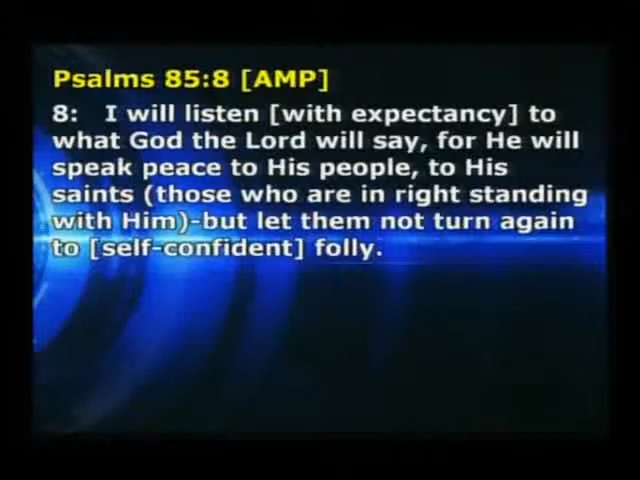 Psalms 85:8 [AMP]
8: I will listen [with expectancy] to
what God the Lord will say, for He will
speak peace to His people, to His
saints (those who are in right standing
with Him)-but let them not turn again
to [self-confident] folly.